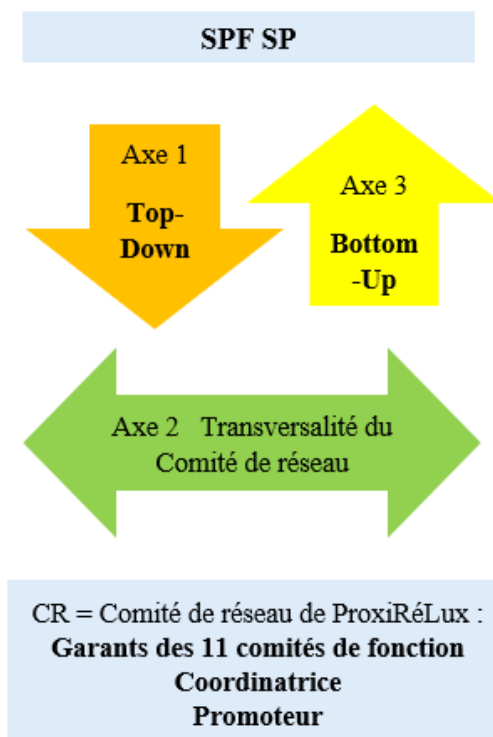 SPF SP
Axe 1
Top-
Down
Axe 3
Bottom
-Up
Axe 2 Transversalité du
Comité de réseau
CR = Comité de réseau de ProxiRéLux :
Garants des 11 comités de fonction
Coordinatrice
Promoteur